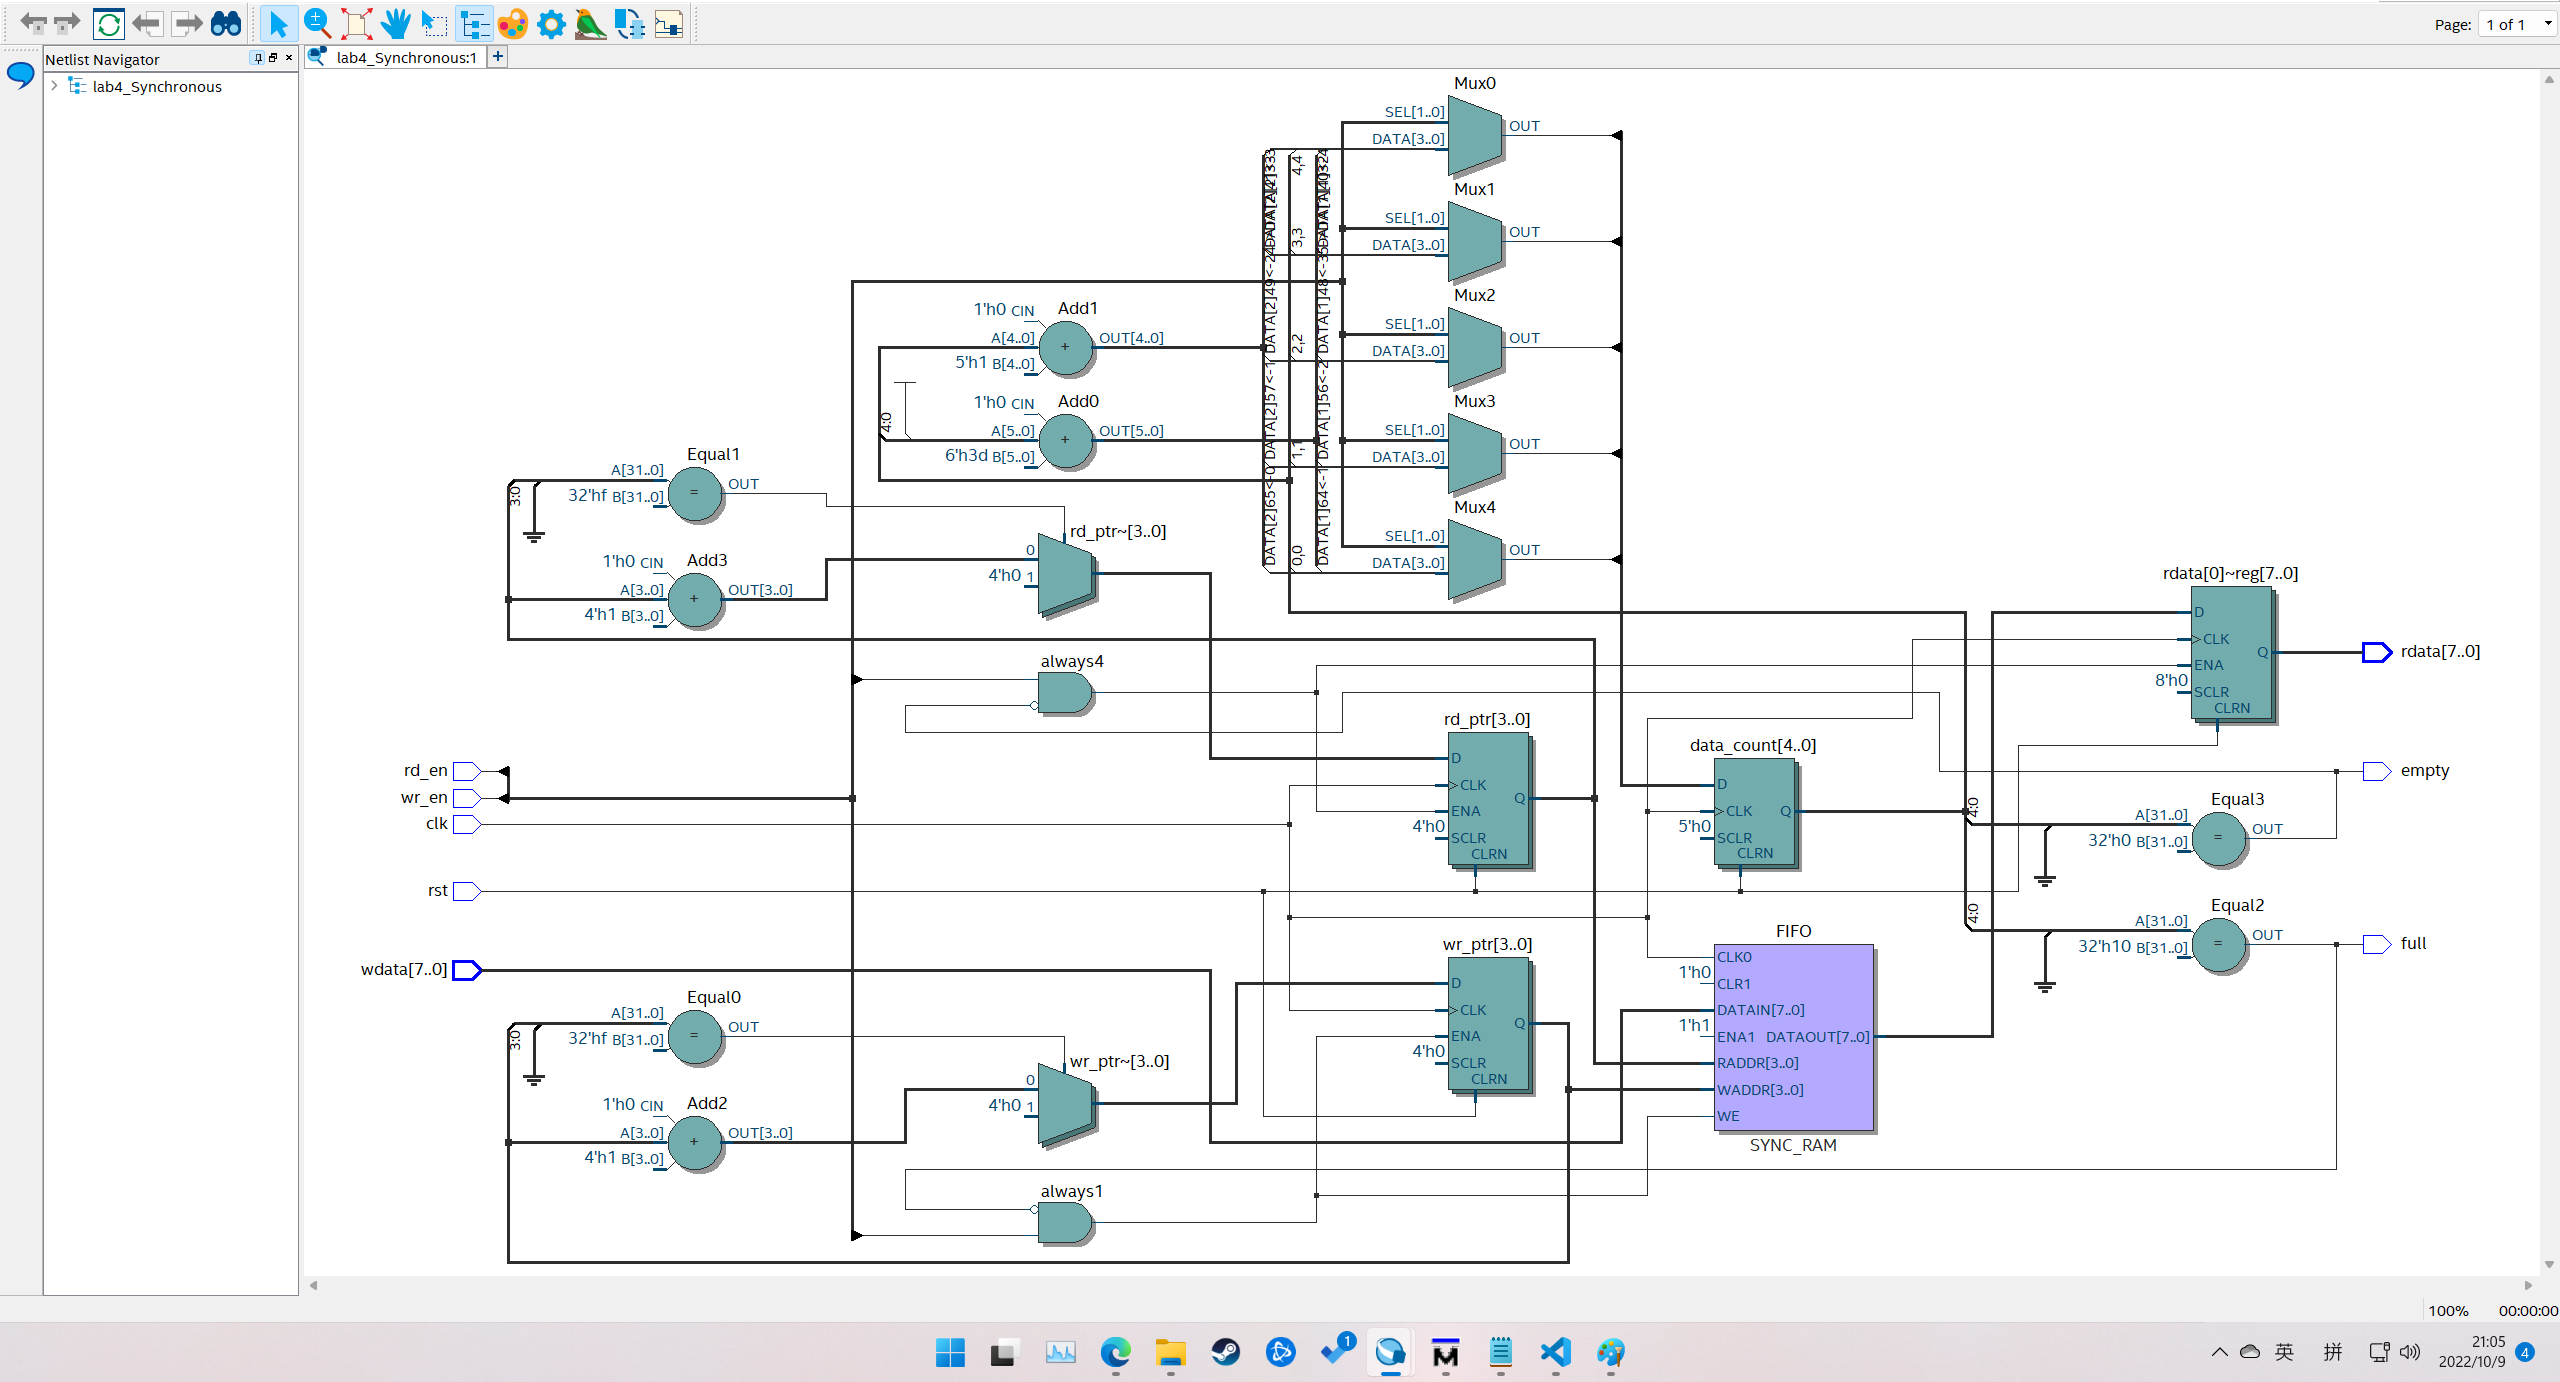 Page: 1 of 1
Netlist Navigator
lab4_Synchronous:1
lab4_Synchronous
Mux0
SEL[1..0]
DATA[3..0]
OUT
Mux1
SEL[1..0]
DATA[3..0]
OUT
Mux2
SEL[1..0]
DATA[3..0]
OUT
Mux3
SEL[1..0]
DATA[3..0]
OUT
Mux4
SEL[1..0]
DATA[3..0]
OUT
4,4
3,3
2,2
1,1
0,0
Add1
1'h0 CIN
A[4..0]
5'h1 B[4..0]
OUT[4..0]
Add0
1'h0 CIN
A[5..0]
6'h3d B[5..0]
OUT[5..0]
4:0
Equal1
A[31..0]
32'hf B[31..0]
OUT
3:0
Add3
1'h0 CIN
A[3..0]
4'h1 B[3..0]
OUT[3..0]
rd_ptr~[3..0]
0
4'h0 1
always4
rd_en
wr_en
clk
rst
wdata[7..0]
rd_ptr[3..0]
D
CLK
ENA
4'h0
SCLR
CLRN
Q
data_count[4..0]
D
CLK
5'h0
SCLR
CLRN
Q
rdata[0]~reg[7..0]
D
CLK
ENA
8'h0
SCLR
CLRN
Q
rdata[7..0]
empty
4:0
Equal3
A[31..0]
32'h0 B[31..0]
OUT
4:0
Equal2
A[31..0]
32'h10 B[31..0]
OUT
full
wr_ptr[3..0]
D
CLK
ENA
4'h0
SCLR
CLRN
Q
FIFO
CLK0
1'h0
CLR1
DATAIN[7..0]
1'h1
ENA1 DATAOUT[7..0]
RADDR[3..0]
WADDR[3..0]
WE
SYNC_RAM
Equal0
A[31..0]
32'hf B[31..0]
OUT
3:0
Add2
1'h0 CIN
A[3..0]
4'h1 B[3..0]
OUT[3..0]
wr_ptr~[3..0]
0
4'h0 1
always1
100% 00:00:00
1
英 拼
21:05
2022/10/9
4